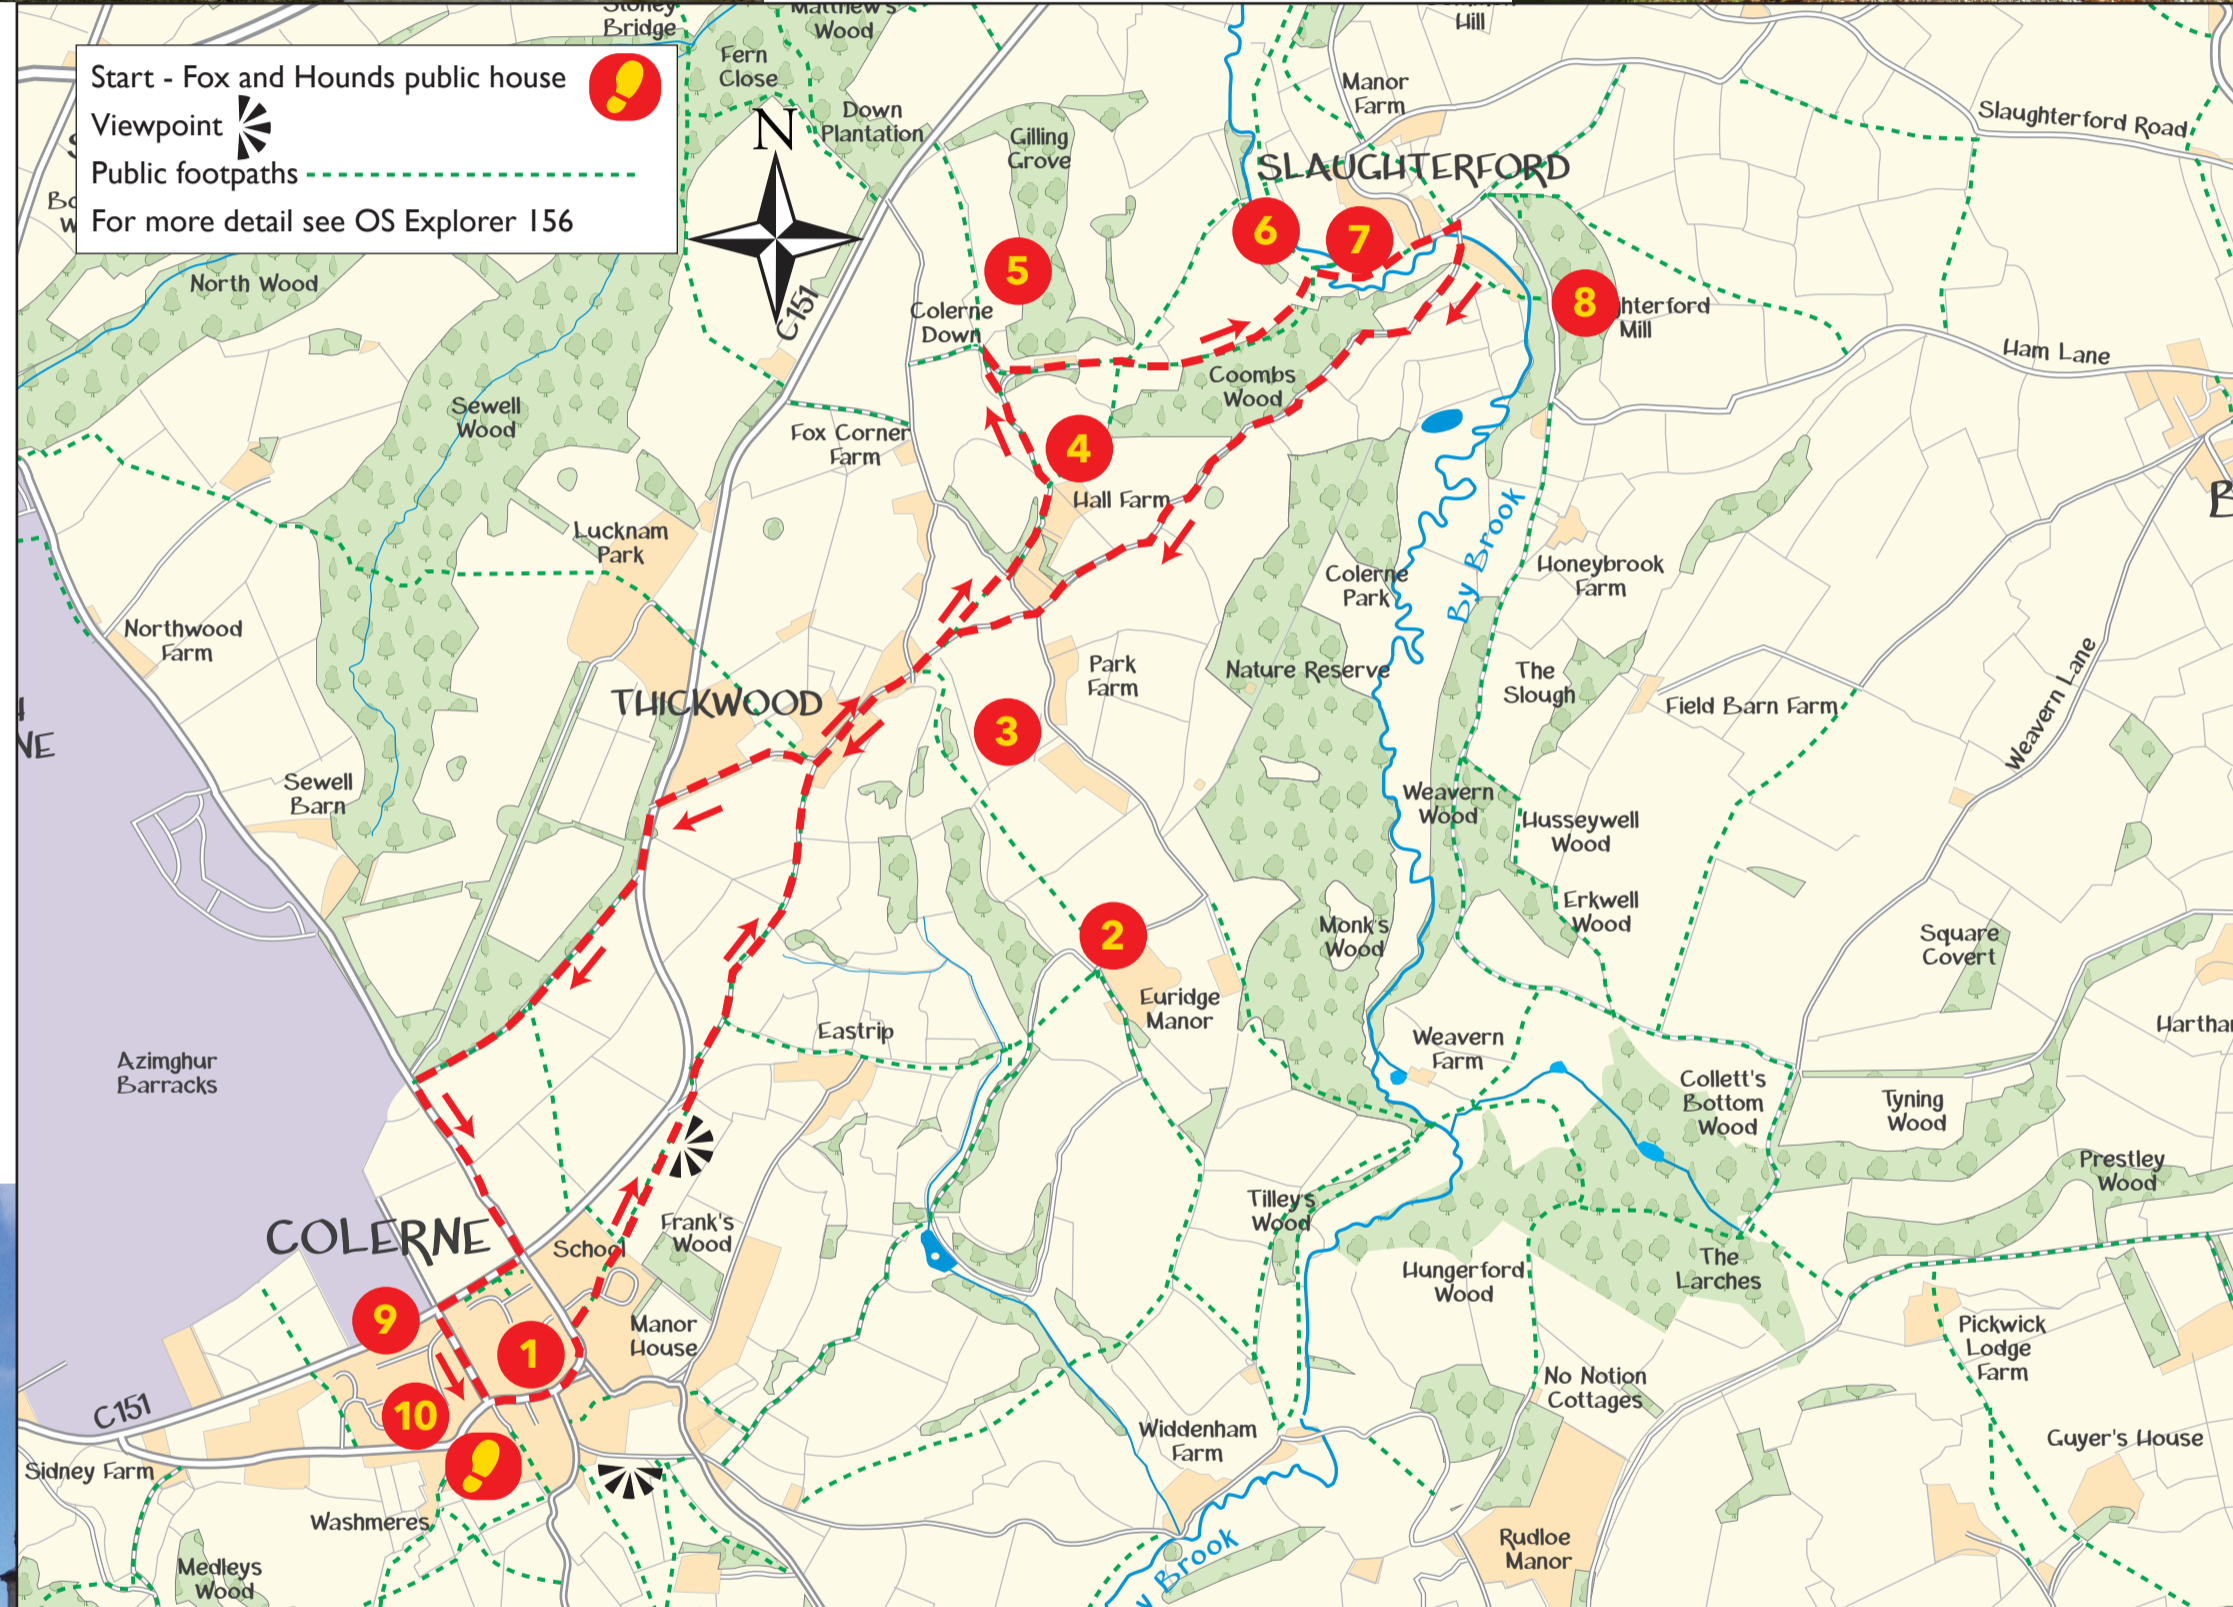 Start - Fox and Hounds public house
Viewpoint
Public footpaths
For more detail see OS Explorer 156
Stoney
Bridge
Matthew's
Wood
Hill
Fern
Close
Down
Plantation
Gilling
Grove
Manor
Farm
Slaughterford Road
SLAUGHTERFORD
N
North Wood
C151
Colerne
Down
5
6
7
8
hterford
Mill
Ham Lane
Sewell
Wood
Coombs
Wood
Fox Corner
Farm
4
Hall Farm
Lucknam
Park
By Brook
Colerne
Park
Honeybrook
Farm
Northwood
Farm
Park
Farm
Nature Reserve
The
Slough
Field Barn Farm
Weavern Lane
THICKWOOD
3
NE
Sewell
Barn
Weavern
Wood
Husseywell
Wood
Erkwell
Wood
2
Monk's
Wood
Square
Covert
Euridge
Manor
Eastrip
Weavern
Farm
Hartha
Azimghur
Barracks
Collett's
Bottom
Wood
Tyning
Wood
Prestley
Wood
COLERNE
School
Frank's
Wood
Tilley's
Wood
Hungerford
Wood
The
Larches
9
1
Manor
House
Pickwick
Lodge
Farm
No Notion
Cottages
C151
10
Widdenham
Farm
Guyer's House
Sidney Farm
Washmeres
Rudloe
Manor
Medleys
Wood
y Brook